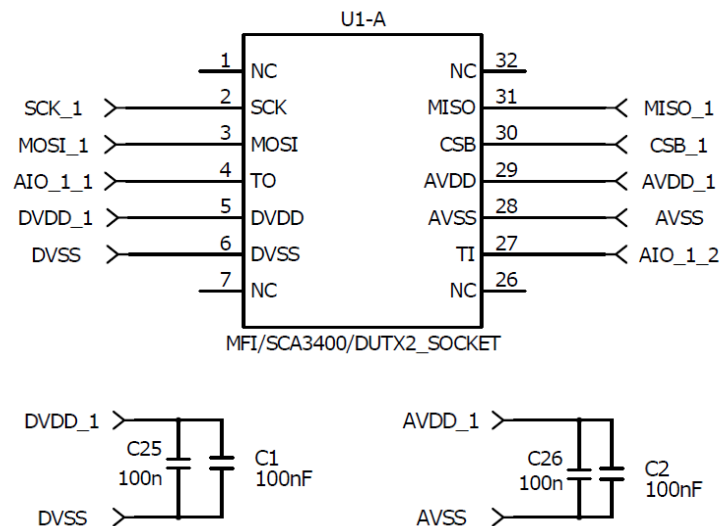 U1-A
1 NC NC 32
SCK_1 2 SCK MISO 31 MISO_1
MOSI_1 3 MOSI CSB 30 CSB_1
AIO_1_1 4 TO AVDD 29 AVDD_1
DVDD_1 5 DVDD AVSS 28 AVSS
DVSS 6 DVSS TI 27 AIO_1_2
7 NC NC 26
MFI/SCA3400/DUTX2_SOCKET
DVDD_1 AVDD_1
C25 C1 C26 C2
100n 100nF 100n 100nF
DVSS AVSS